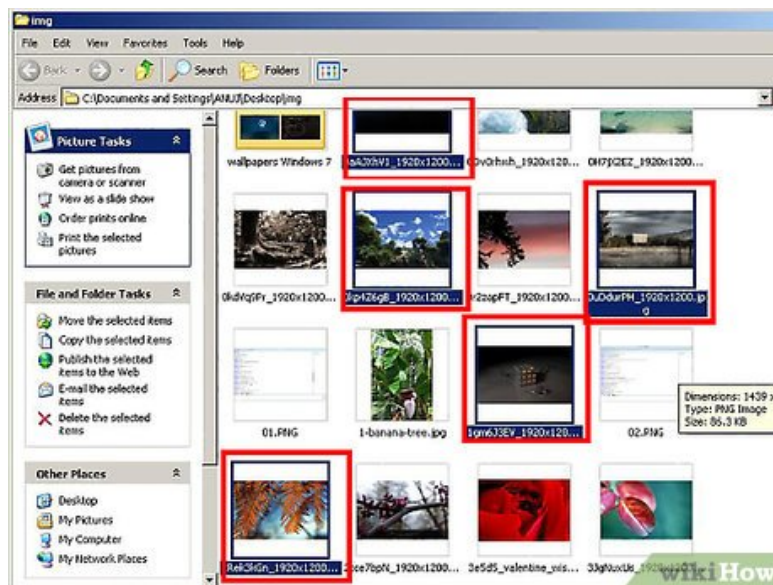 img
File Edit View Favorites Tools Help
Back Search Folders
Address C:\Documents and Settings\ANUJ\Desktop\img
Picture Tasks
Get pictures from
camera or scanner
View as a slide show
Order prints online
Print the selected
pictures
File and Folder Tasks
Move the selected items
Copy the selected items
Publish the selected
items to the Web
E-mail the selected
items
Delete the selected
items
Other Places
Desktop
My Pictures
My Computer
My Network Places
wallpapers Windows 7
01.PNG 1-banana-tree.jpg 1gm6J3EV_1920x120... 02.PNG
Dimensions: 1439 x
Type: PNG Image
Size: 86.3 KB
3e5d5_valentine_wis...
wikiHow